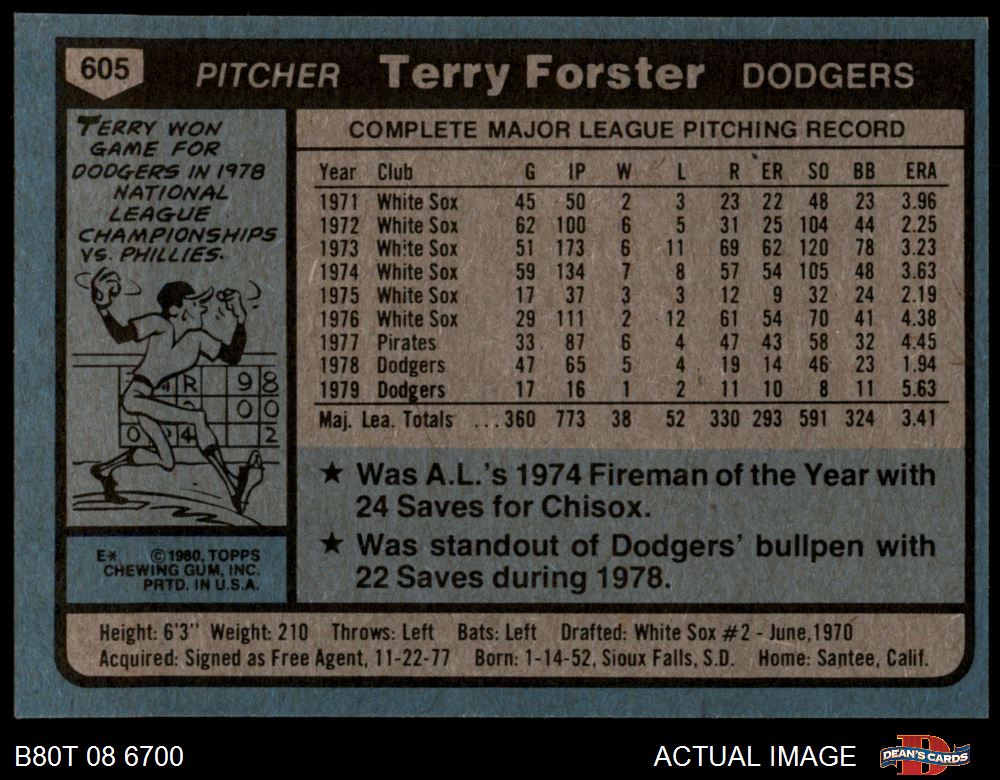 605 PITCHER Terry Forster DODGERS
TERRY WON
GAME FOR
DODGERS IN 1978
NATIONAL
LEAGUE
CHAMPIONSHIPS
VS. PHILLIES.
R 98
00
0 4 2
E* ©1980, TOPPS
CHEWING GUM, INC.
PRTD. IN U.S.A.
COMPLETE MAJOR LEAGUE PITCHING RECORD
Year Club G IP W L R ER SO BB ERA
1971 White Sox 45 50 2 3 23 22 48 23 3.96
1972 White Sox 62 100 6 5 31 25 104 44 2.25
1973 White Sox 51 173 6 11 69 62 120 78 3.23
1974 White Sox 59 134 7 8 57 54 105 48 3.63
1975 White Sox 17 37 3 3 12 9 32 24 2.19
1976 White Sox 29 111 2 12 61 54 70 41 4.38
1977 Pirates 33 87 6 4 47 43 58 32 4.45
1978 Dodgers 47 65 5 4 19 14 46 23 1.94
1979 Dodgers 17 16 1 2 11 10 8 11 5.63
Maj. Lea. Totals ...360 773 38 52 330 293 591 324 3.41
★ Was A.L.'s 1974 Fireman of the Year with
24 Saves for Chisox.
★ Was standout of Dodgers' bullpen with
22 Saves during 1978.
Height: 6'3" Weight: 210 Throws: Left Bats: Left Drafted: White Sox #2 - June, 1970
Acquired: Signed as Free Agent, 11-22-77 Born: 1-14-52, Sioux Falls, S.D. Home: Santee, Calif.
B80T 08 6700 ACTUAL IMAGE DEAN'S CARDS